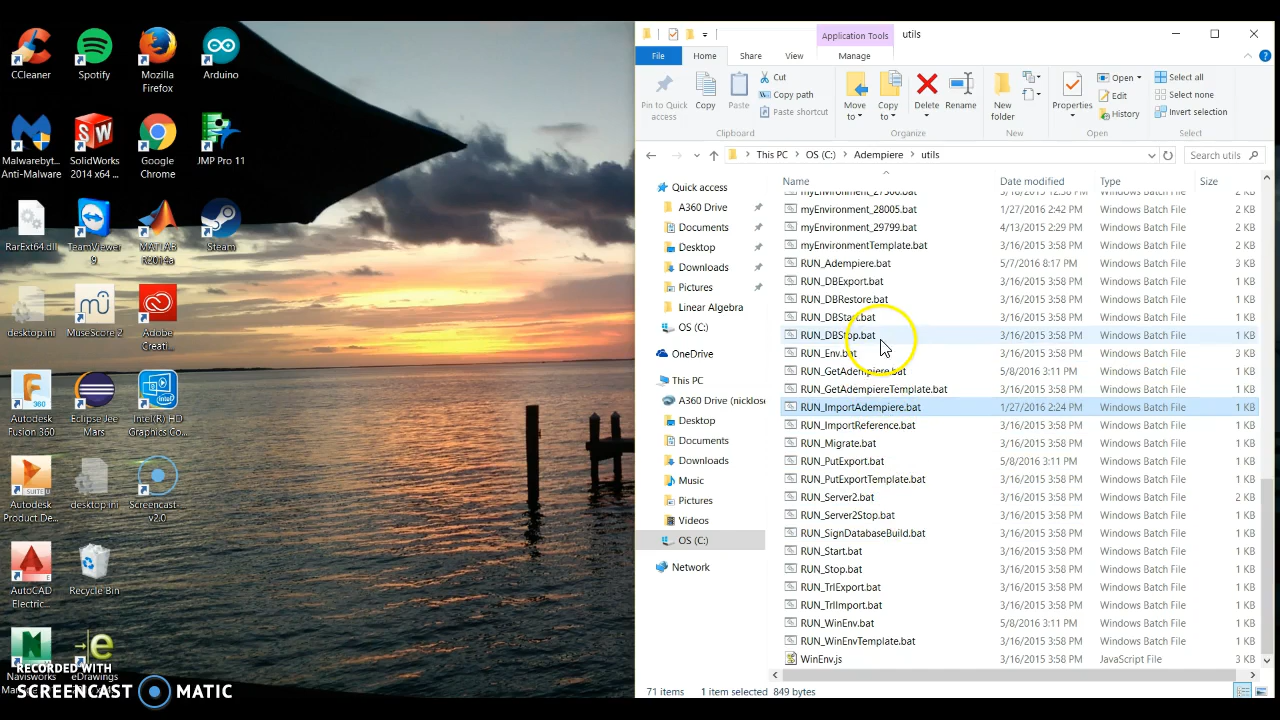 CCleaner
Spotify
Mozilla
Firefox
Arduino
Malwarebyt...
Anti-Malware
SolidWorks
2014 x64 ...
Google
Chrome
JMP Pro 11
RarExt64.dll
TeamViewer
9
MATLAB
R2014a
Steam
desktop.ini
MuseScore 2
Adobe
Creati...
Autodesk
Fusion 360
Eclipse Jee
Mars
Intel(R) HD
Graphics Co...
Autodesk
Product De...
desktop.ini
Screencast-
v2.0
AutoCAD
Electric...
Recycle Bin
Navisworks
eDrawings
RECORDED WITH
SCREENCAST MATIC
Application Tools
utils
File
Home
Share
View
Manage
Pin to Quick
access
Copy
Paste
Cut
Copy path
Paste shortcut
Clipboard
Move
to
Copy
to
Delete
Rename
Organize
New
folder
New
Properties
Open
Edit
History
Open
Select all
Select none
Invert selection
Select
This PC > OS (C:) > Adempiere > utils
Search utils
Quick access
A360 Drive
Documents
Desktop
Downloads
Pictures
Linear Algebra
OS (C:)
OneDrive
This PC
A360 Drive (nicklose
Desktop
Documents
Downloads
Music
Pictures
Videos
OS (C:)
Network
Name Date modified Type Size
myEnvironment_28005.bat 1/27/2016 2:42 PM Windows Batch File 2 KB
myEnvironment_29799.bat 4/13/2015 2:29 PM Windows Batch File 2 KB
myEnvironmentTemplate.bat 3/16/2015 3:58 PM Windows Batch File 2 KB
RUN_Adempiere.bat 5/7/2016 8:17 PM Windows Batch File 3 KB
RUN_DBExport.bat 3/16/2015 3:58 PM Windows Batch File 1 KB
RUN_DBRestore.bat 3/16/2015 3:58 PM Windows Batch File 1 KB
RUN_DBStart.bat 3/16/2015 3:58 PM Windows Batch File 1 KB
RUN_DBStop.bat 3/16/2015 3:58 PM Windows Batch File 1 KB
RUN_Env.bat 3/16/2015 3:58 PM Windows Batch File 3 KB
RUN_GetAdempiere.bat 5/8/2016 3:11 PM Windows Batch File 1 KB
RUN_GetAdempiereTemplate.bat 3/16/2015 3:58 PM Windows Batch File 1 KB
RUN_ImportAdempiere.bat 1/27/2016 2:24 PM Windows Batch File 1 KB
RUN_ImportReference.bat 3/16/2015 3:58 PM Windows Batch File 1 KB
RUN_Migrate.bat 3/16/2015 3:58 PM Windows Batch File 1 KB
RUN_PutExport.bat 5/8/2016 3:11 PM Windows Batch File 1 KB
RUN_PutExportTemplate.bat 3/16/2015 3:58 PM Windows Batch File 1 KB
RUN_Server2.bat 3/16/2015 3:58 PM Windows Batch File 2 KB
RUN_Server2Stop.bat 3/16/2015 3:58 PM Windows Batch File 1 KB
RUN_SignDatabaseBuild.bat 3/16/2015 3:58 PM Windows Batch File 1 KB
RUN_Start.bat 3/16/2015 3:58 PM Windows Batch File 1 KB
RUN_Stop.bat 3/16/2015 3:58 PM Windows Batch File 1 KB
RUN_TrlExport.bat 3/16/2015 3:58 PM Windows Batch File 1 KB
RUN_TrlImport.bat 3/16/2015 3:58 PM Windows Batch File 1 KB
RUN_WinEnv.bat 5/8/2016 3:11 PM Windows Batch File 1 KB
RUN_WinEnvTemplate.bat 3/16/2015 3:58 PM Windows Batch File 1 KB
WinEnv.js 3/16/2015 3:58 PM JavaScript File 3 KB
71 items 1 item selected 849 bytes